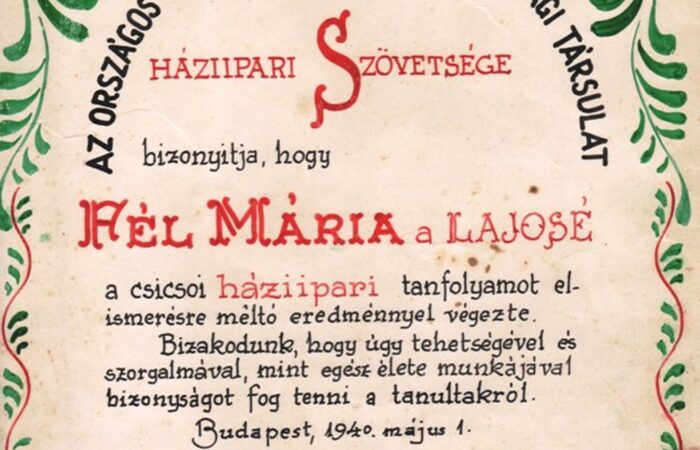 AZ ORSZÁGOS
GI TÁRSULAT
HÁZIIPARI SZÖVETSÉGE
bizonyitja, hogy
FÉL MÁRIA a LAJOSÉ
a csicsoi háziipari tanfolyamot el-
ismerésre méltó eredménnyel végezte.
Bizakodunk, hogy úgy tehetségével és
szorgalmával, mint egész élete munkájával
bizonyságot fog tenni a tanultakról.
Budapest, 1940. május 1.